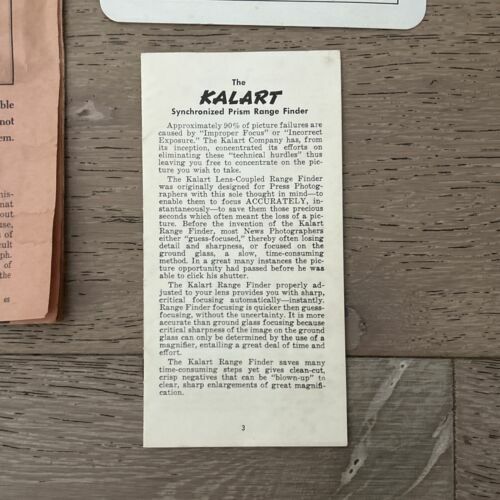 The
KALART
Synchronized Prism Range Finder
Approximately 90% of picture failures are
caused by "Improper Focus" or "Incorrect
Exposure." The Kalart Company has, from
its inception, concentrated its efforts on
eliminating these "technical hurdles" thus
leaving you free to concentrate on the pic-
ture you wish to take.
The Kalart Lens-Coupled Range Finder
was originally designed for Press Photog-
raphers with this sole thought in mind—to
enable them to focus ACCURATELY, in-
stantaneously—to save them those precious
seconds which often meant the loss of a pic-
ture. Before the invention of the Kalart
Range Finder, most News Photographers
either "guess-focused," thereby often losing
detail and sharpness, or focused on the
ground glass, a slow, time-consuming
method. In a great many instances the pic-
ture opportunity had passed before he was
able to click his shutter.
The Kalart Range Finder properly ad-
justed to your lens provides you with sharp,
critical focusing automatically—instantly.
Range Finder focusing is quicker then guess-
focusing, without the uncertainty. It is more
accurate than ground glass focusing because
critical sharpness of the image on the ground
glass can only be determined by the use of a
magnifier, entailing a great deal of time and
effort.
The Kalart Range Finder saves many
time-consuming steps yet gives clean-cut,
crisp negatives that can be "blown-up" to
clear, sharp enlargements of great magnifi-
cation.
3
ble
not
em.
his-
nat
out
use,
s of
cult
ph.
of
the
65